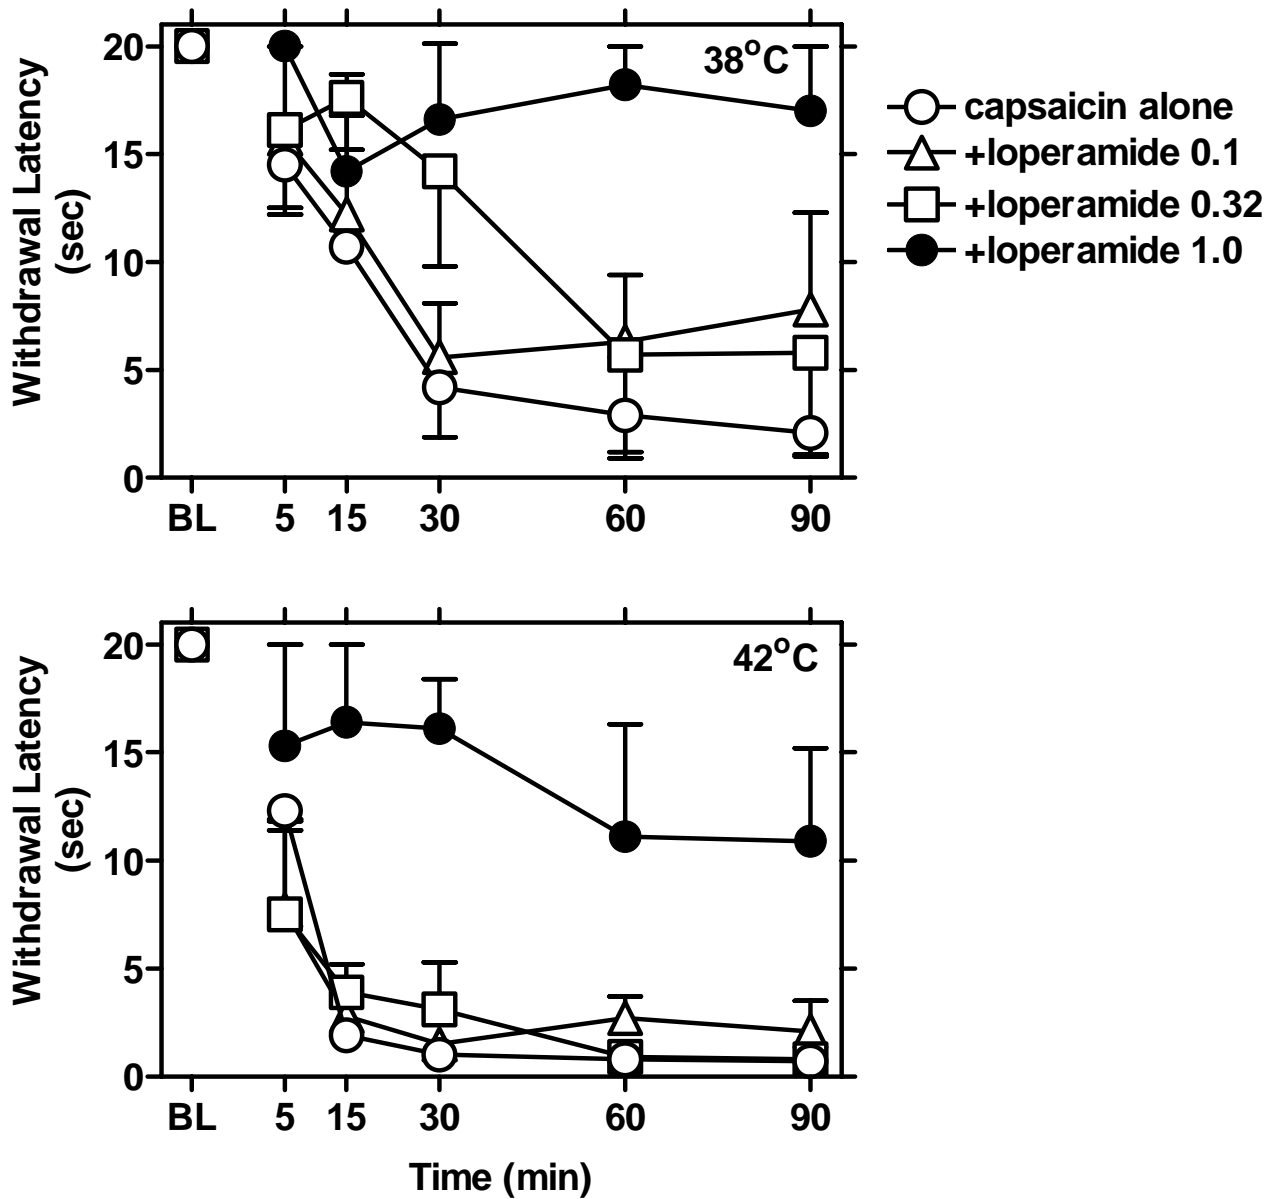 20
15
10
5
0
Withdrawal Latency
(sec)
38°C
BL 5 15 30 60 90
capsaicin alone
+loperamide 0.1
+loperamide 0.32
+loperamide 1.0
20
15
10
5
0
Withdrawal Latency
(sec)
42°C
BL 5 15 30 60 90
Time (min)